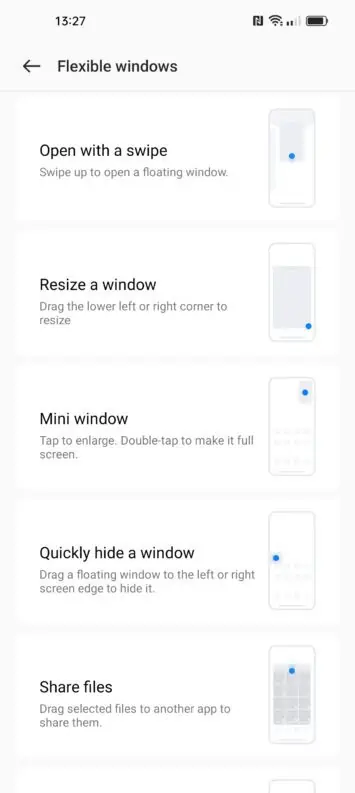 13:27
Flexible windows
Open with a swipe
Swipe up to open a floating window.
Resize a window
Drag the lower left or right corner to
resize
Mini window
Tap to enlarge. Double-tap to make it full
screen.
Quickly hide a window
Drag a floating window to the left or right
screen edge to hide it.
Share files
Drag selected files to another app to
share them.